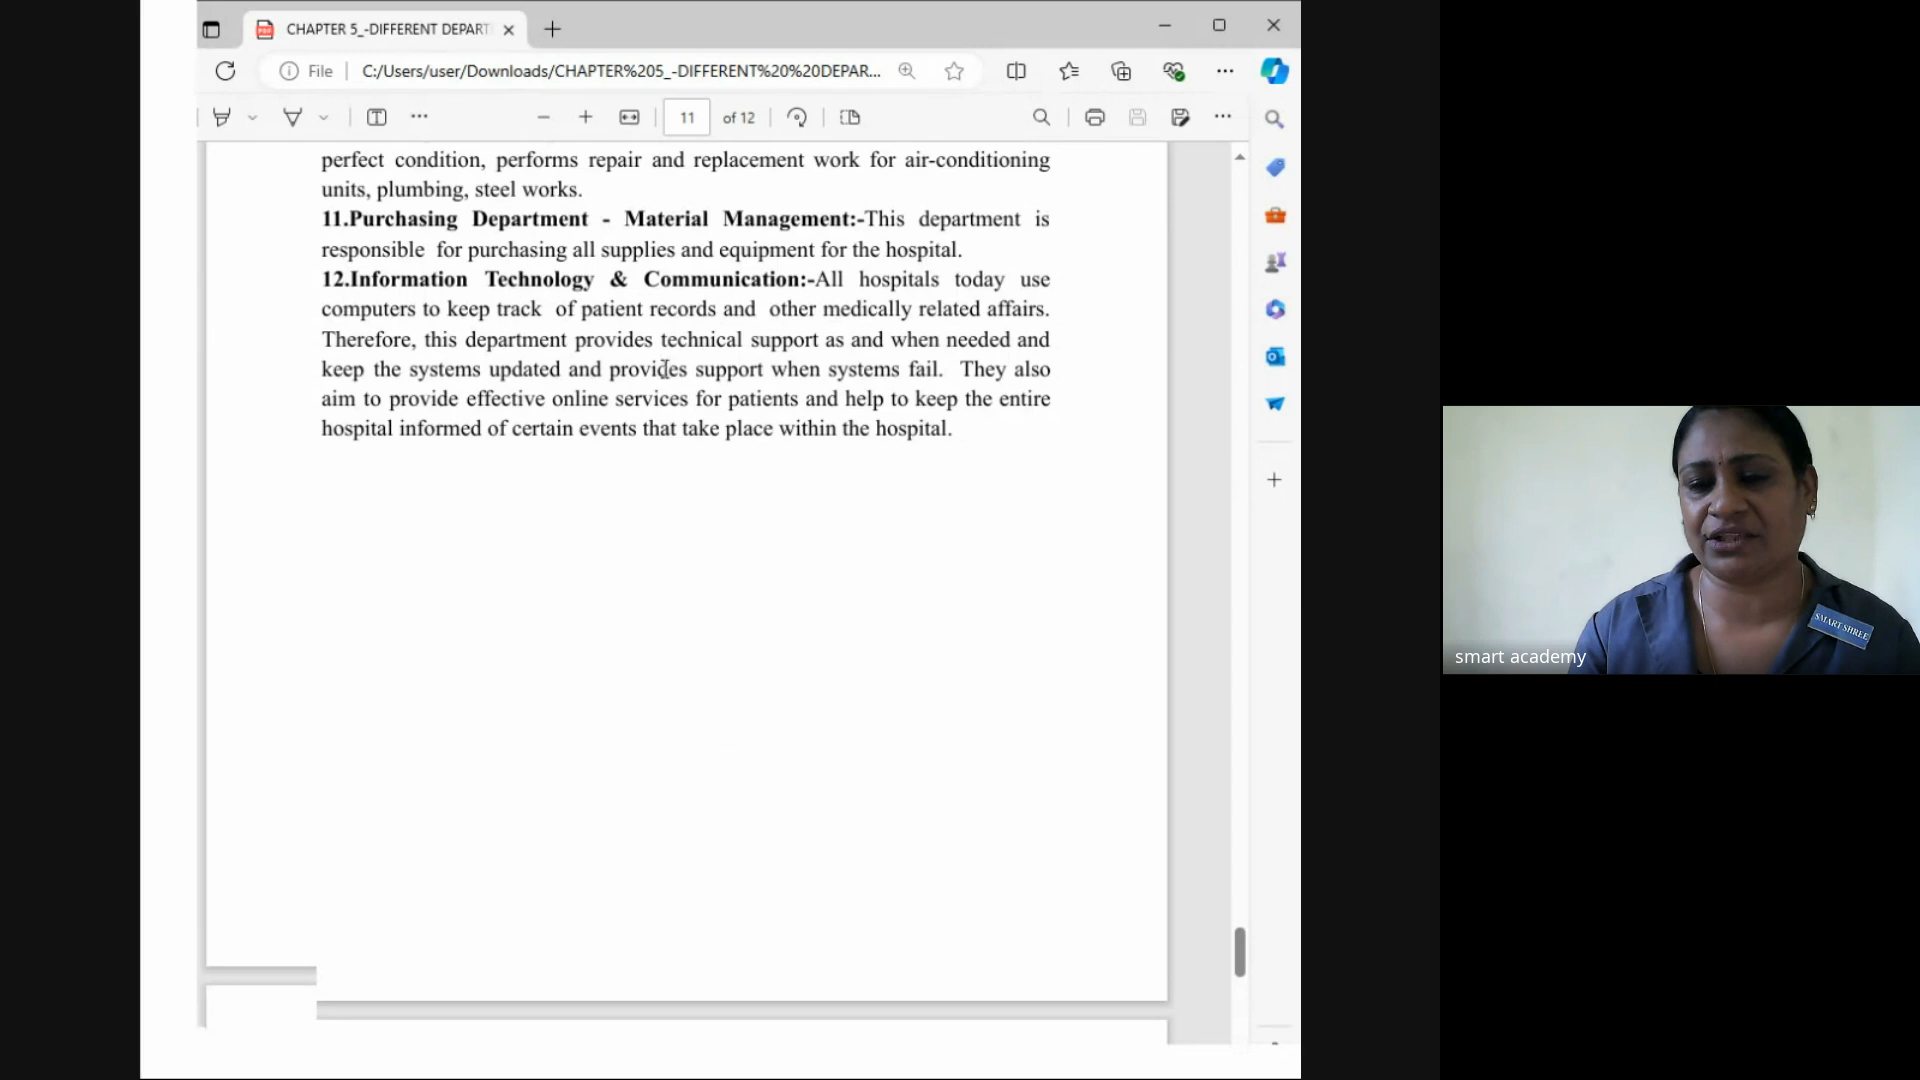 CHAPTER 5_-DIFFERENT DEPART
File
C:/Users/user/Downloads/CHAPTER%205_-DIFFERENT%20%20DEPAR...
11 of 12
perfect condition, performs repair and replacement work for air-conditioning
units, plumbing, steel works.
11.Purchasing Department - Material Management:-This department is
responsible for purchasing all supplies and equipment for the hospital.
12.Information Technology & Communication:-All hospitals today use
computers to keep track of patient records and other medically related affairs.
Therefore, this department provides technical support as and when needed and
keep the systems updated and provides support when systems fail. They also
aim to provide effective online services for patients and help to keep the entire
hospital informed of certain events that take place within the hospital.
SMART SHREE
smart academy